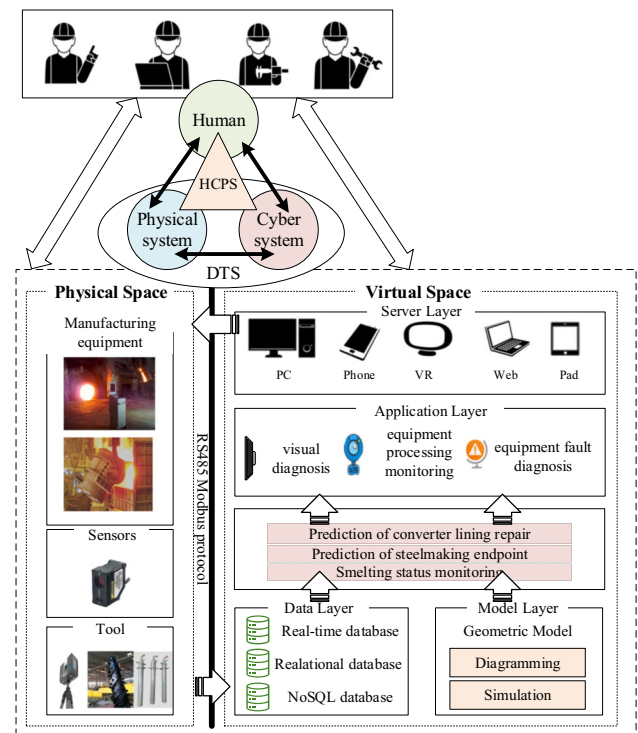 Human
HCPS
Physical
system
Cyber
system
DTS
Physical Space
Manufacturing
equipment
Sensors
Tool
RS485 Modbus protocol
Virtual Space
Server Layer
PC
Phone
VR
Web
Pad
Application Layer
visual
diagnosis
equipment
processing
monitoring
equipment fault
diagnosis
Prediction of converter lining repair
Prediction of steelmaking endpoint
Smelting status monitoring
Data Layer
Real-time database
Realational database
NoSQL database
Model Layer
Geometric Model
Diagramming
Simulation